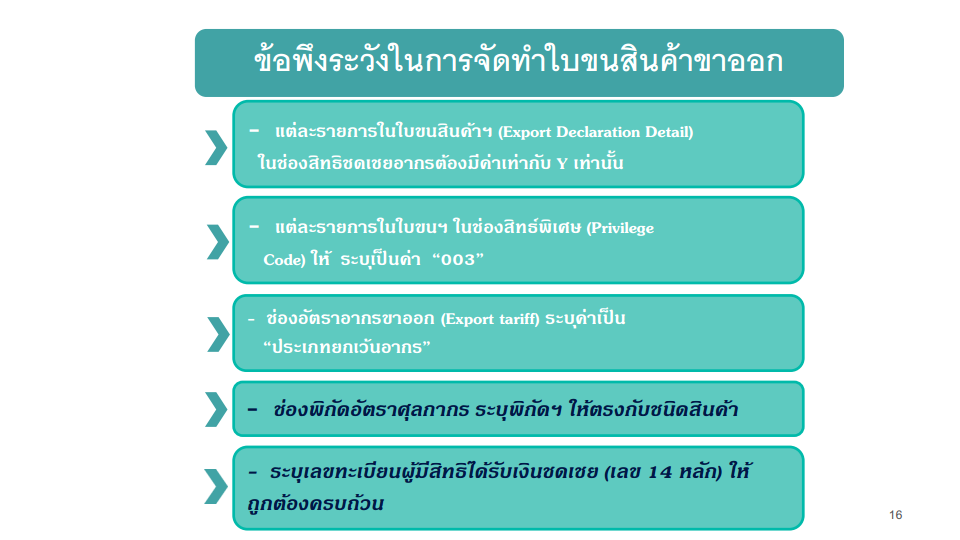 ข้อพึงระวังในการจัดทำใบขนสินค้าขาออก
- แต่ละรายการในใบขนสินค้าฯ (Export Declaration Detail)
ในช่องสิทธิชดเชยอากรต้องมีค่าเท่ากับ Y เท่านั้น
- แต่ละรายการในใบขนฯ ในช่องสิทธ์พิเศษ (Privilege
Code) ให้ ระบุเป็นค่า “003”
- ช่องอัตราอากรขาออก (Export tariff) ระบุค่าเป็น
“ประเภทยกเว้นอากร”
- ช่องพิกัดอัตราศุลกากร ระบุพิกัดฯ ให้ตรงกับชนิดสินค้า
- ระบุเลขทะเบียนผู้มีสิทธิได้รับเงินชดเชย (เลข 14 หลัก) ให้
ถูกต้องครบถ้วน
16